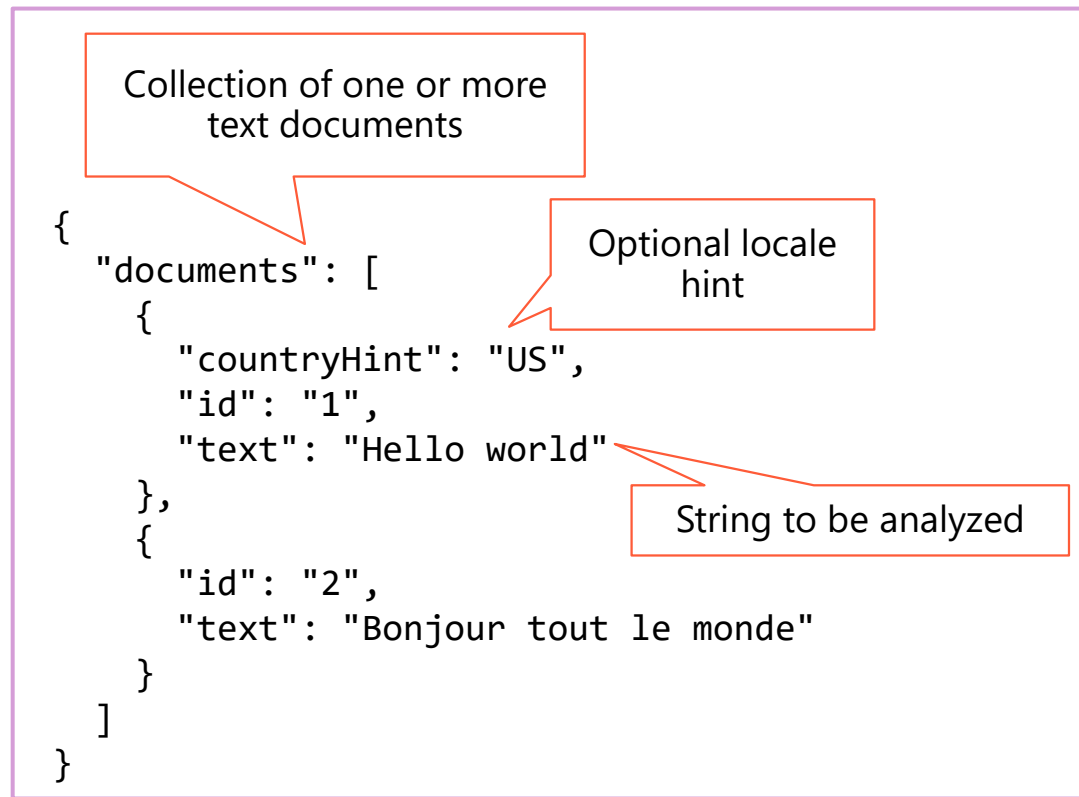 Collection of one or more
text documents
{
"documents": [
Optional locale
hint
{
"countryHint": "US",
"id": "1",
"text": "Hello world"
},
String to be analyzed
{
"id": "2",
"text": "Bonjour tout le monde"
}
]
}